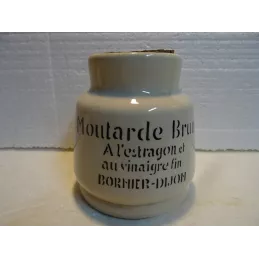 Moutarde Brun
A l'estragon et
au vinaigre fin
BORNIER-DIJON